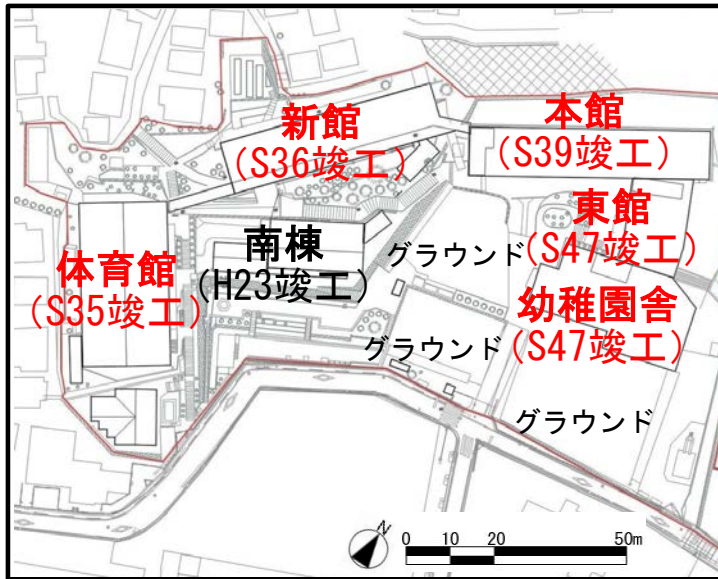 新館
(S36竣工)
本館
(S39竣工)
東館
(S47竣工)
南棟
(H23竣工)
体育館
(S35竣工)
グラウンド
幼稚園舎
(S47竣工)
グラウンド
グラウンド
N
0 10 20 50m